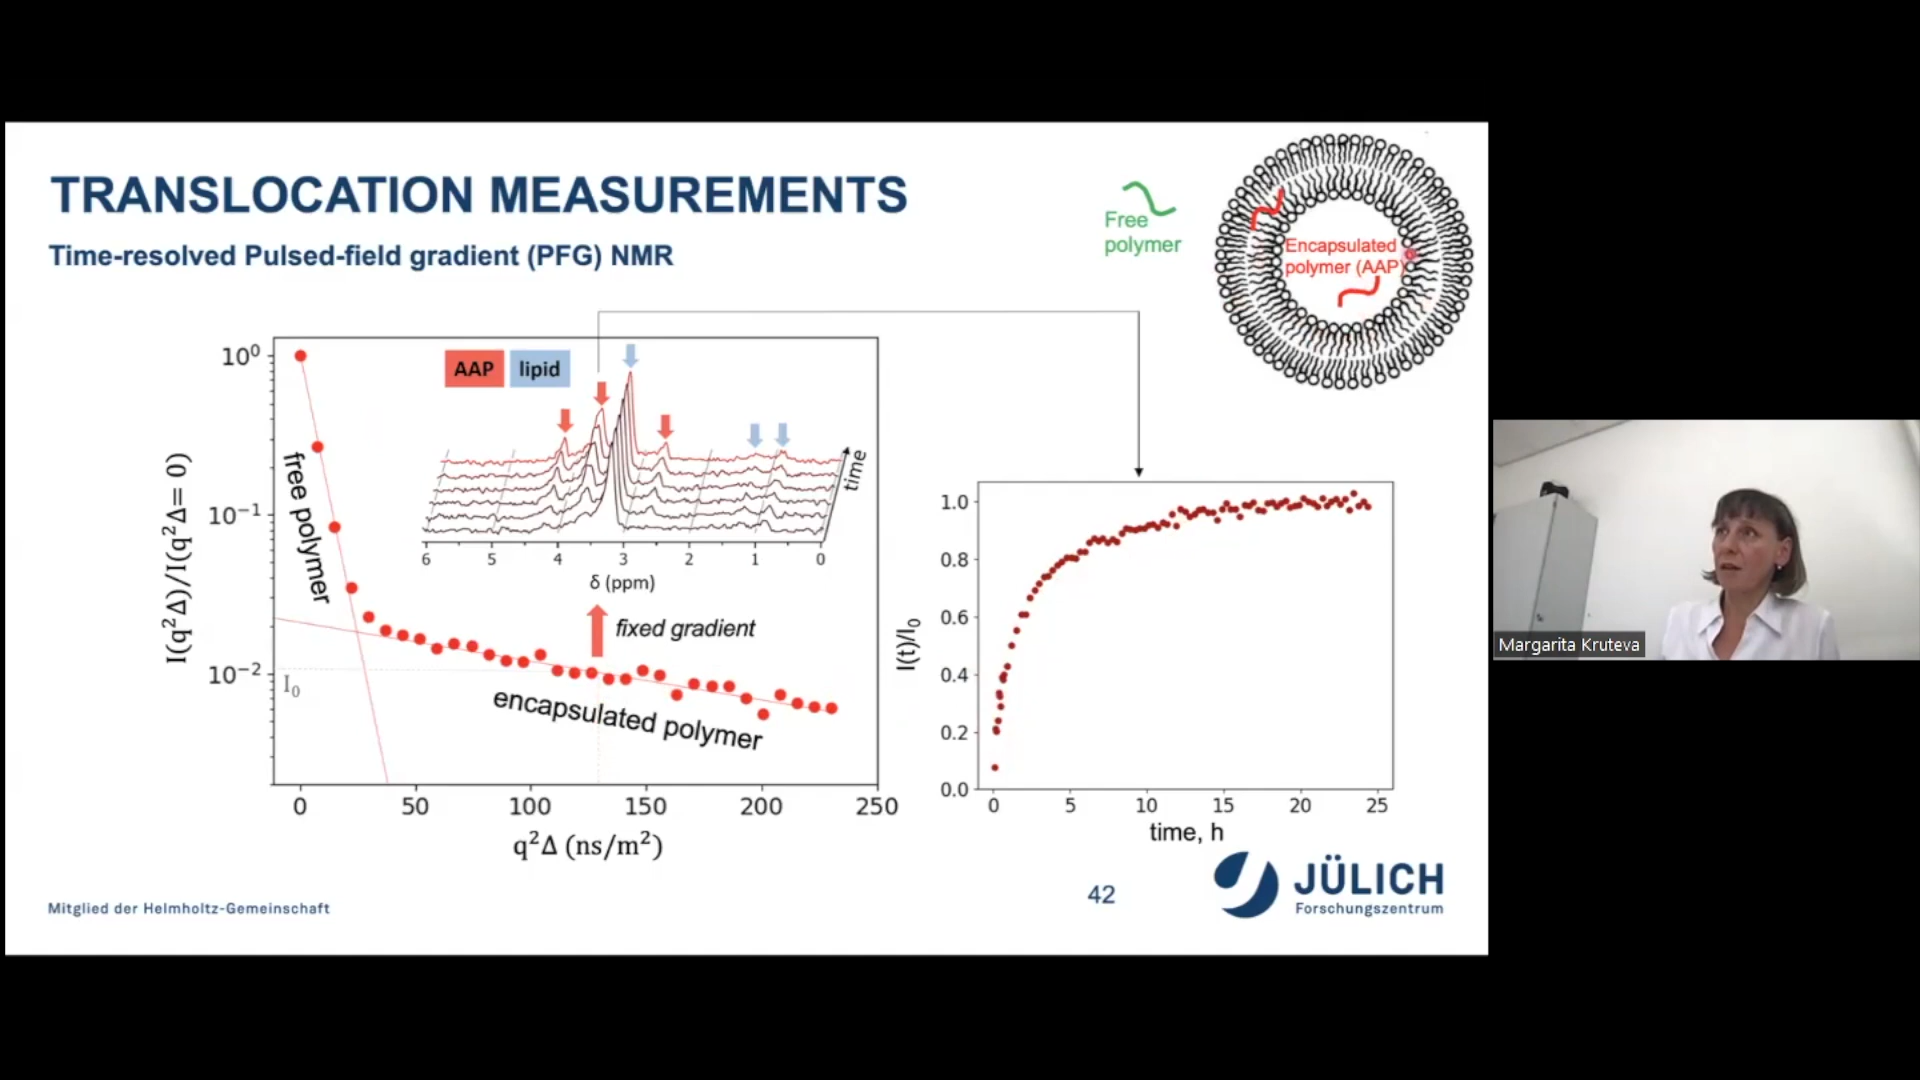 TRANSLOCATION MEASUREMENTS
Time-resolved Pulsed-field gradient (PFG) NMR
Free
polymer
Encapsulated
polymer (AAP)
I(q²Δ)/I(q²Δ= 0)
10⁰
10⁻¹
10⁻²
I₀
free polymer
AAP
lipid
time
6 5 4 3 2 1 0
δ (ppm)
fixed gradient
encapsulated polymer
0 50 100 150 200 250
q²Δ (ns/m²)
I(t)/I₀
1.0
0.8
0.6
0.4
0.2
0.0
0 5 10 15 20 25
time, h
Mitglied der Helmholtz-Gemeinschaft
42
JÜLICH
Forschungszentrum
Margarita Kruteva